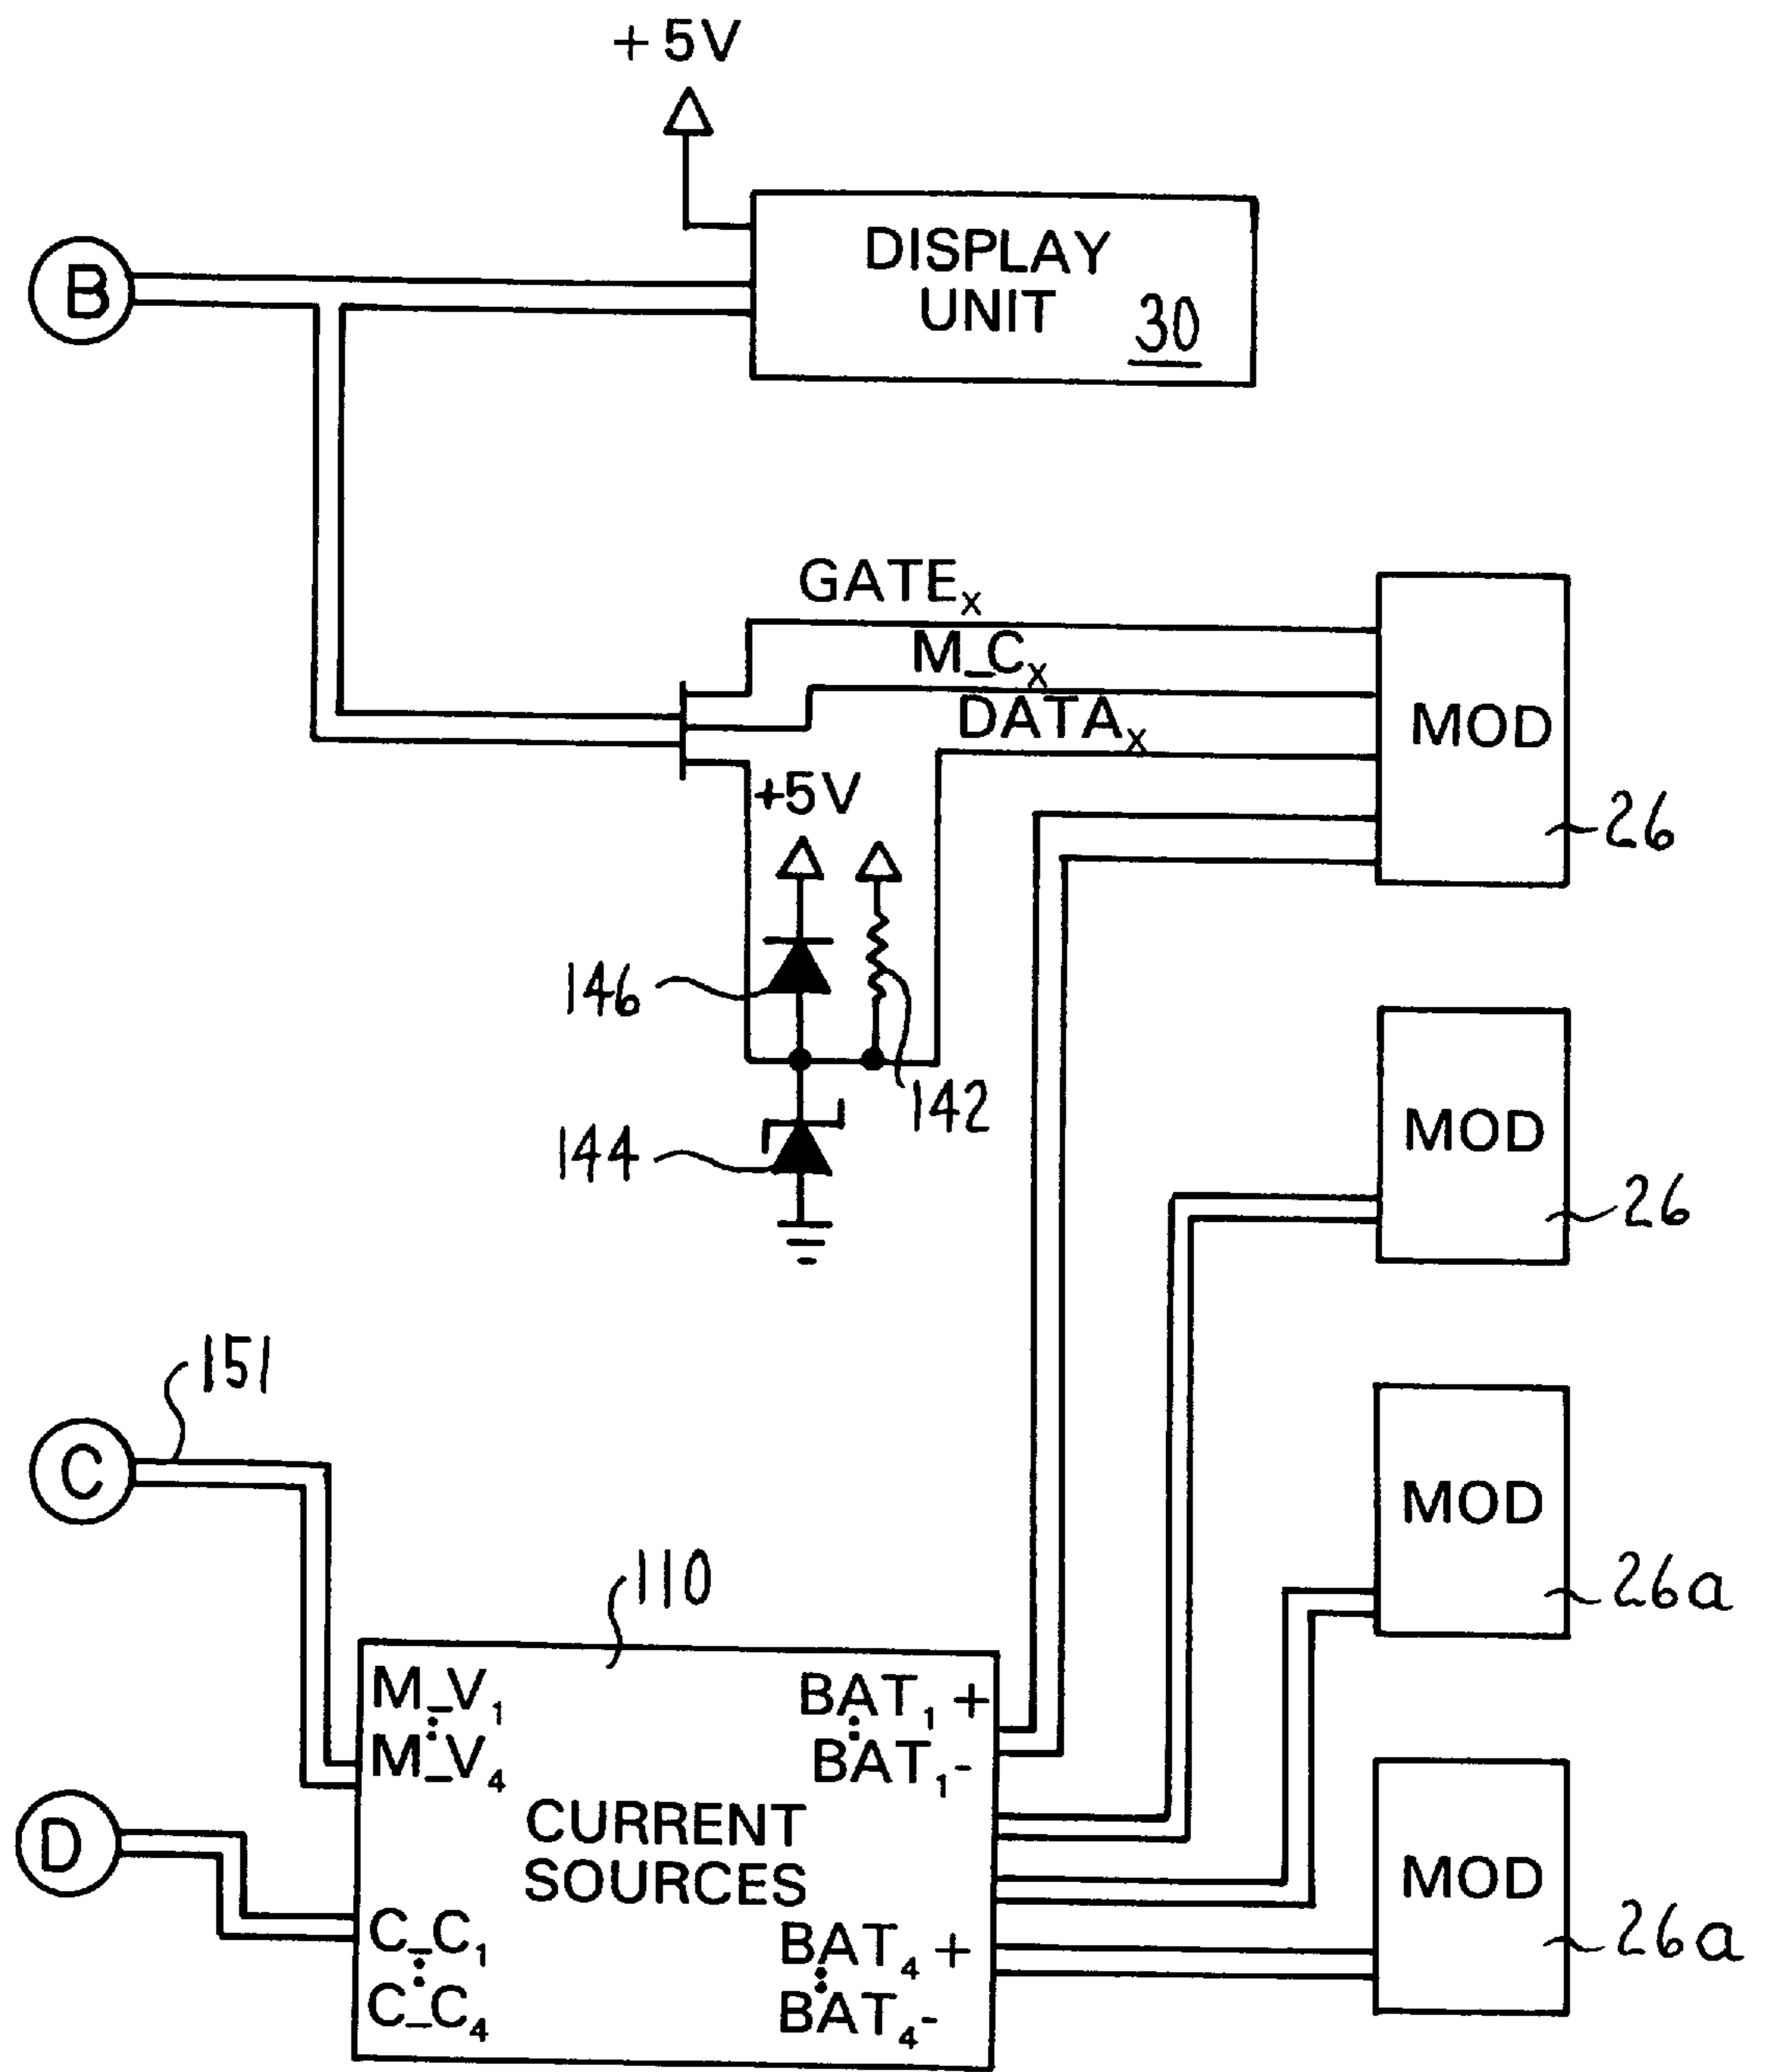 +5V
B
DISPLAY
UNIT
30
GATEₓ
M_Cₓ
DATAₓ
MOD
26
+5V
146
142
144
MOD
26
151
C
MOD
26a
110
M_V₁
M_V₄
BAT₁+
BAT₁-
CURRENT
SOURCES
D
C_C₁
C_C₄
BAT₄+
BAT₄-
MOD
26a